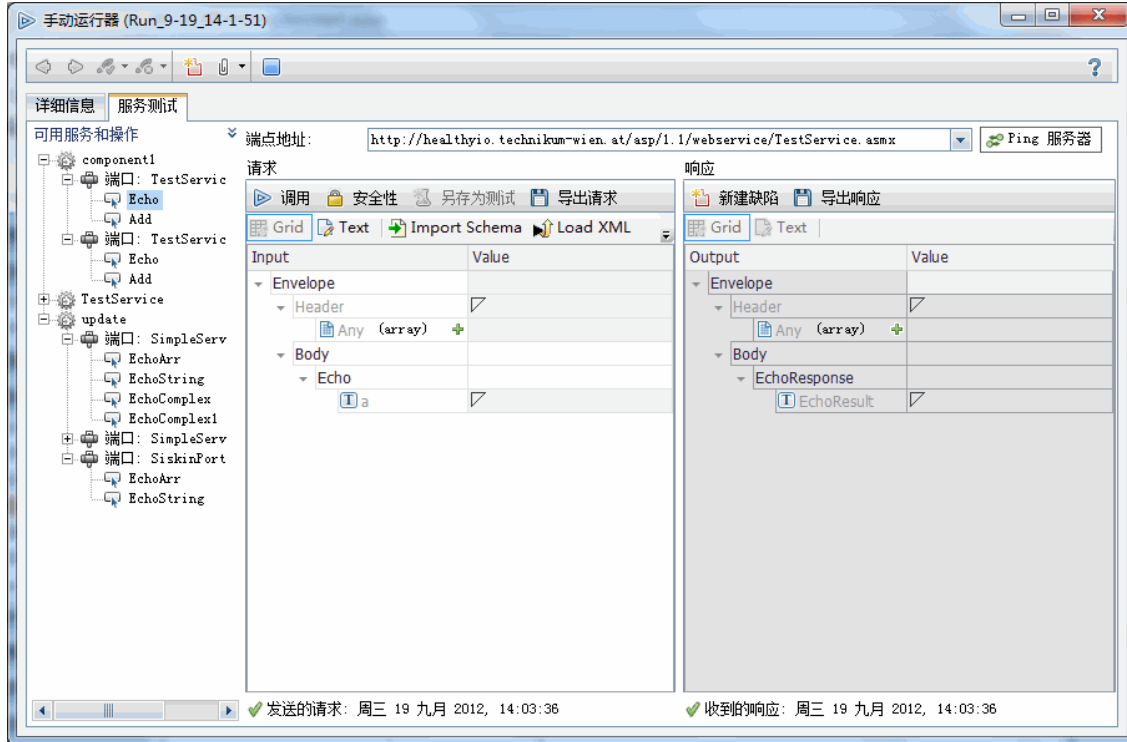 手动运行器 (Run_9-19_14-1-51)
详细信息
服务测试
可用服务和操作
component1
端口: TestServic
Echo
Add
端口: TestServic
Echo
Add
TestService
update
端口: SimpleServ
EchoArr
EchoString
EchoComplex
EchoComplex1
端口: SimpleServ
端口: SiskinPort
EchoArr
EchoString
端点地址: http://healthyio.technikum-wien.at/asp/1.1/webservice/TestService.asmx Ping 服务器
请求
调用 安全性 另存为测试 导出请求
Grid Text Import Schema Load XML
Input Value
Envelope
Header
Any (array)
Body
Echo
a
发送的请求: 周三 19 九月 2012, 14:03:36
响应
新建缺陷 导出响应
Grid Text
Output Value
Envelope
Header
Any (array)
Body
EchoResponse
EchoResult
收到的响应: 周三 19 九月 2012, 14:03:36